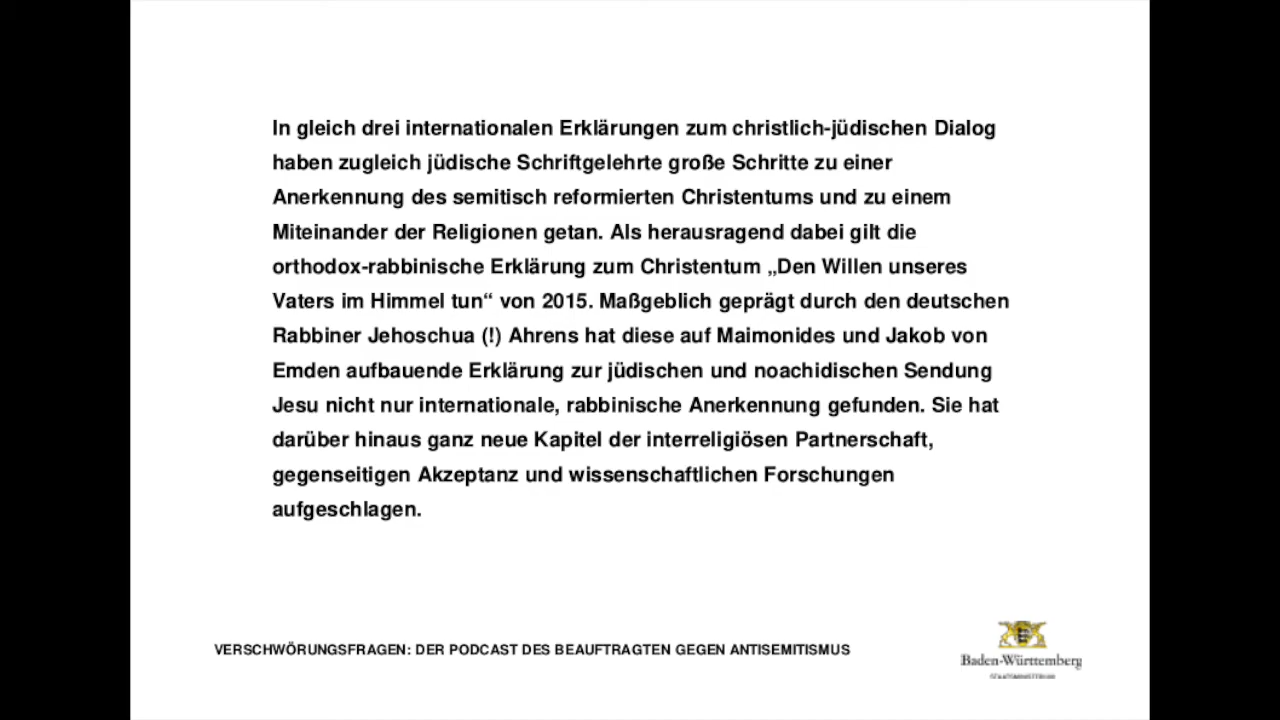 In gleich drei internationalen Erklärungen zum christlich-jüdischen Dialog
haben zugleich jüdische Schriftgelehrte große Schritte zu einer
Anerkennung des semitisch reformierten Christentums und zu einem
Miteinander der Religionen getan. Als herausragend dabei gilt die
orthodox-rabbinische Erklärung zum Christentum „Den Willen unseres
Vaters im Himmel tun“ von 2015. Maßgeblich geprägt durch den deutschen
Rabbiner Jehoschua (!) Ahrens hat diese auf Maimonides und Jakob von
Emden aufbauende Erklärung zur jüdischen und noachidischen Sendung
Jesu nicht nur internationale, rabbinische Anerkennung gefunden. Sie hat
darüber hinaus ganz neue Kapitel der interreligiösen Partnerschaft,
gegenseitigen Akzeptanz und wissenschaftlichen Forschungen
aufgeschlagen.
VERSCHWÖRUNGSFRAGEN: DER PODCAST DES BEAUFTRAGTEN GEGEN ANTISEMITISMUS
Baden-Württemberg
STAATSMINISTERIUM